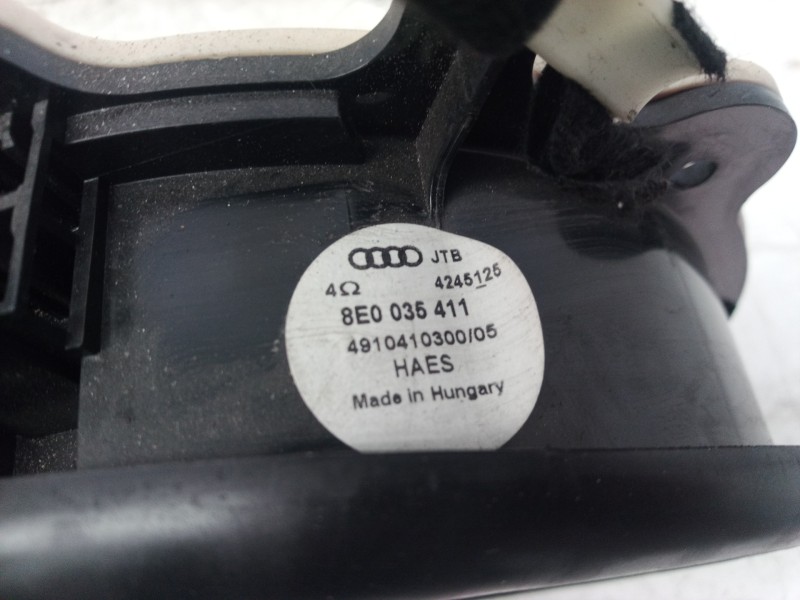 JTB
4Ω 4245125
8E0 035 411
4910410300/05
HAES
Made in Hungary